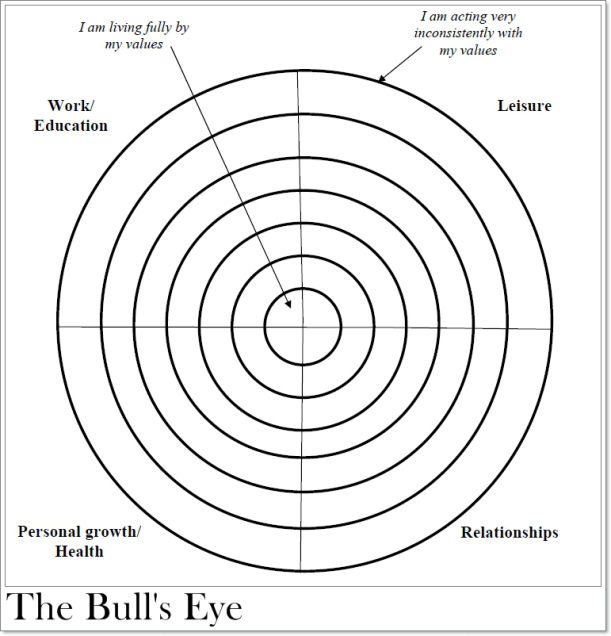 I am living fully by
my values
I am acting very
inconsistently with
my values
Work/
Education
Leisure
Personal growth/
Health
Relationships
The Bull's Eye